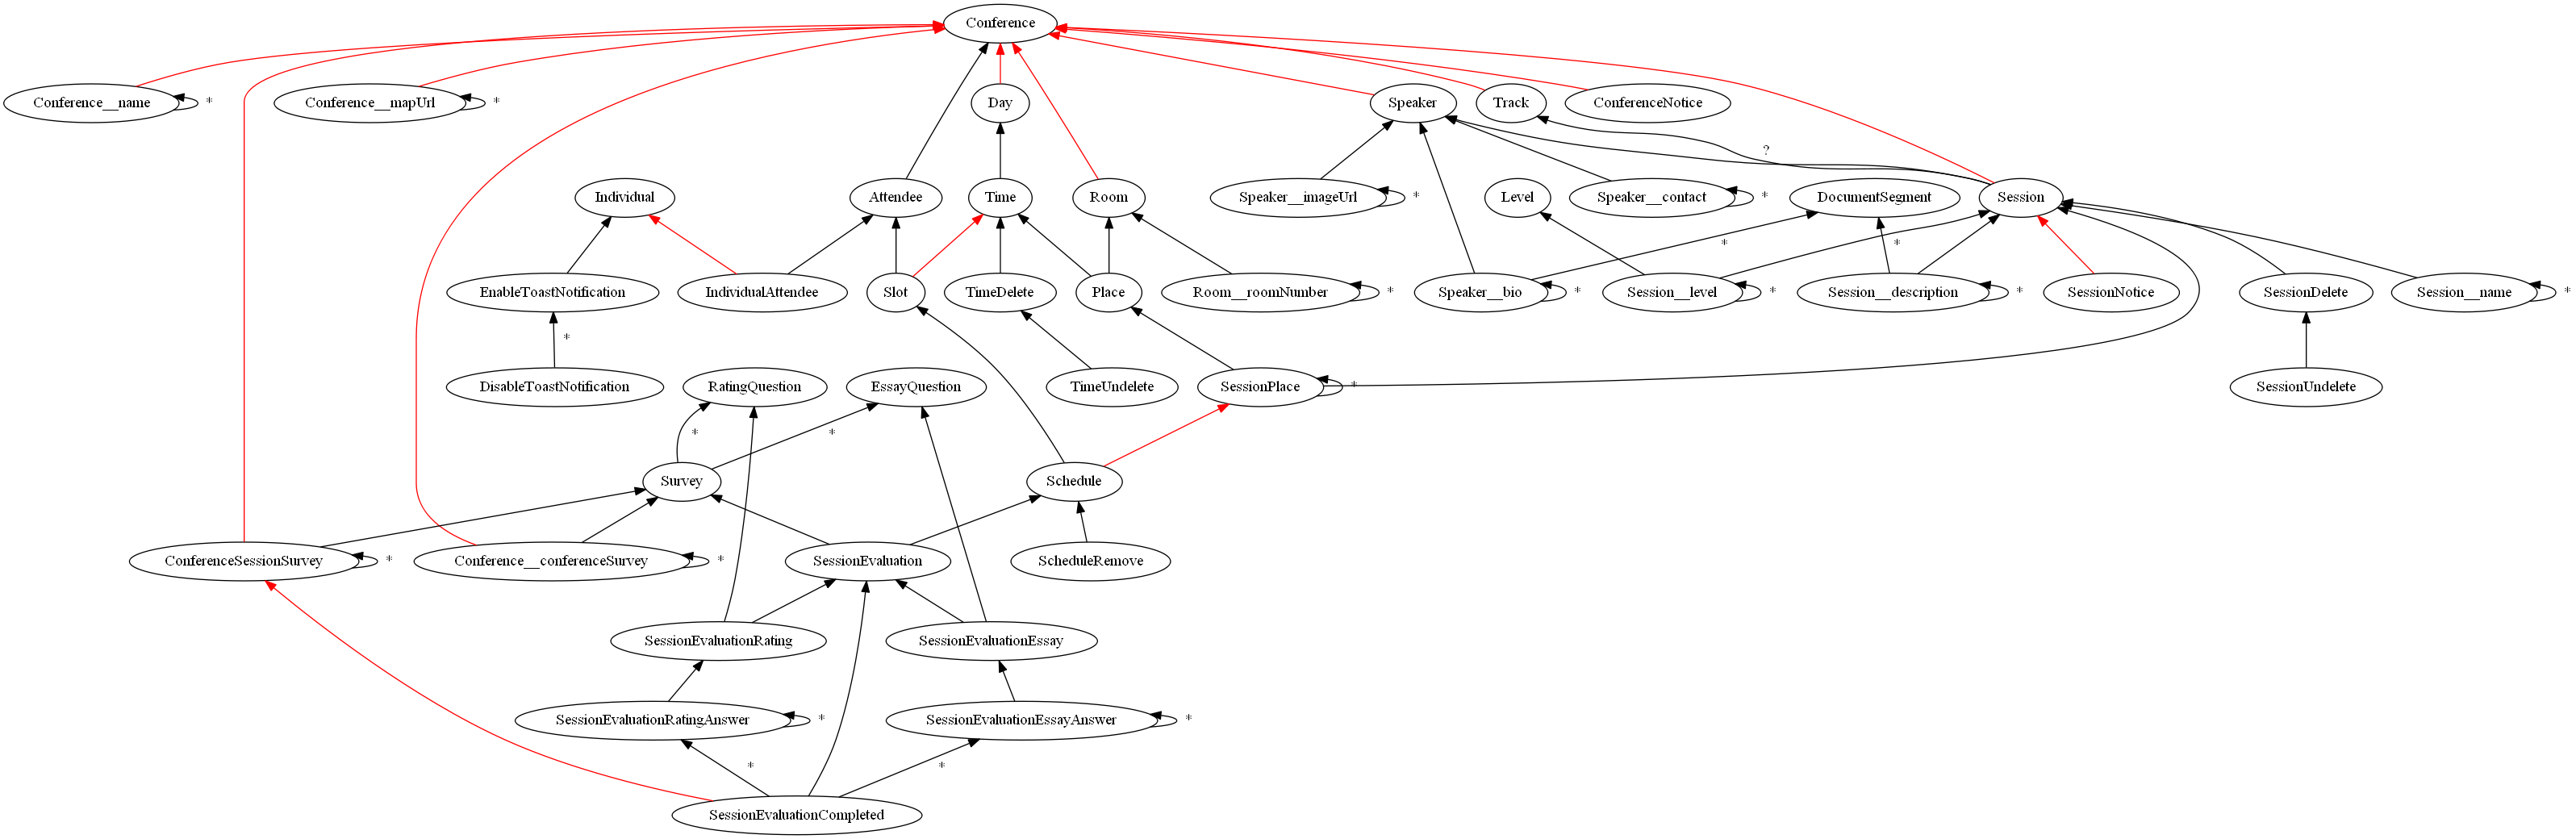 Conference
Conference__name
*
Conference__mapUrl
*
Day
Speaker
Track
ConferenceNotice
?
Individual
Attendee
Time
Room
Speaker__imageUrl
*
Level
Speaker__contact
*
DocumentSegment
Session
*
*
EnableToastNotification
IndividualAttendee
Slot
TimeDelete
Place
Room__roomNumber
*
Speaker__bio
*
Session__level
*
Session__description
*
SessionNotice
SessionDelete
Session__name
*
*
DisableToastNotification
RatingQuestion
EssayQuestion
TimeUndelete
SessionPlace
*
SessionUndelete
*
*
Survey
Schedule
ConferenceSessionSurvey
*
Conference__conferenceSurvey
*
SessionEvaluation
ScheduleRemove
SessionEvaluationRating
SessionEvaluationEssay
SessionEvaluationRatingAnswer
*
SessionEvaluationEssayAnswer
*
*
*
SessionEvaluationCompleted